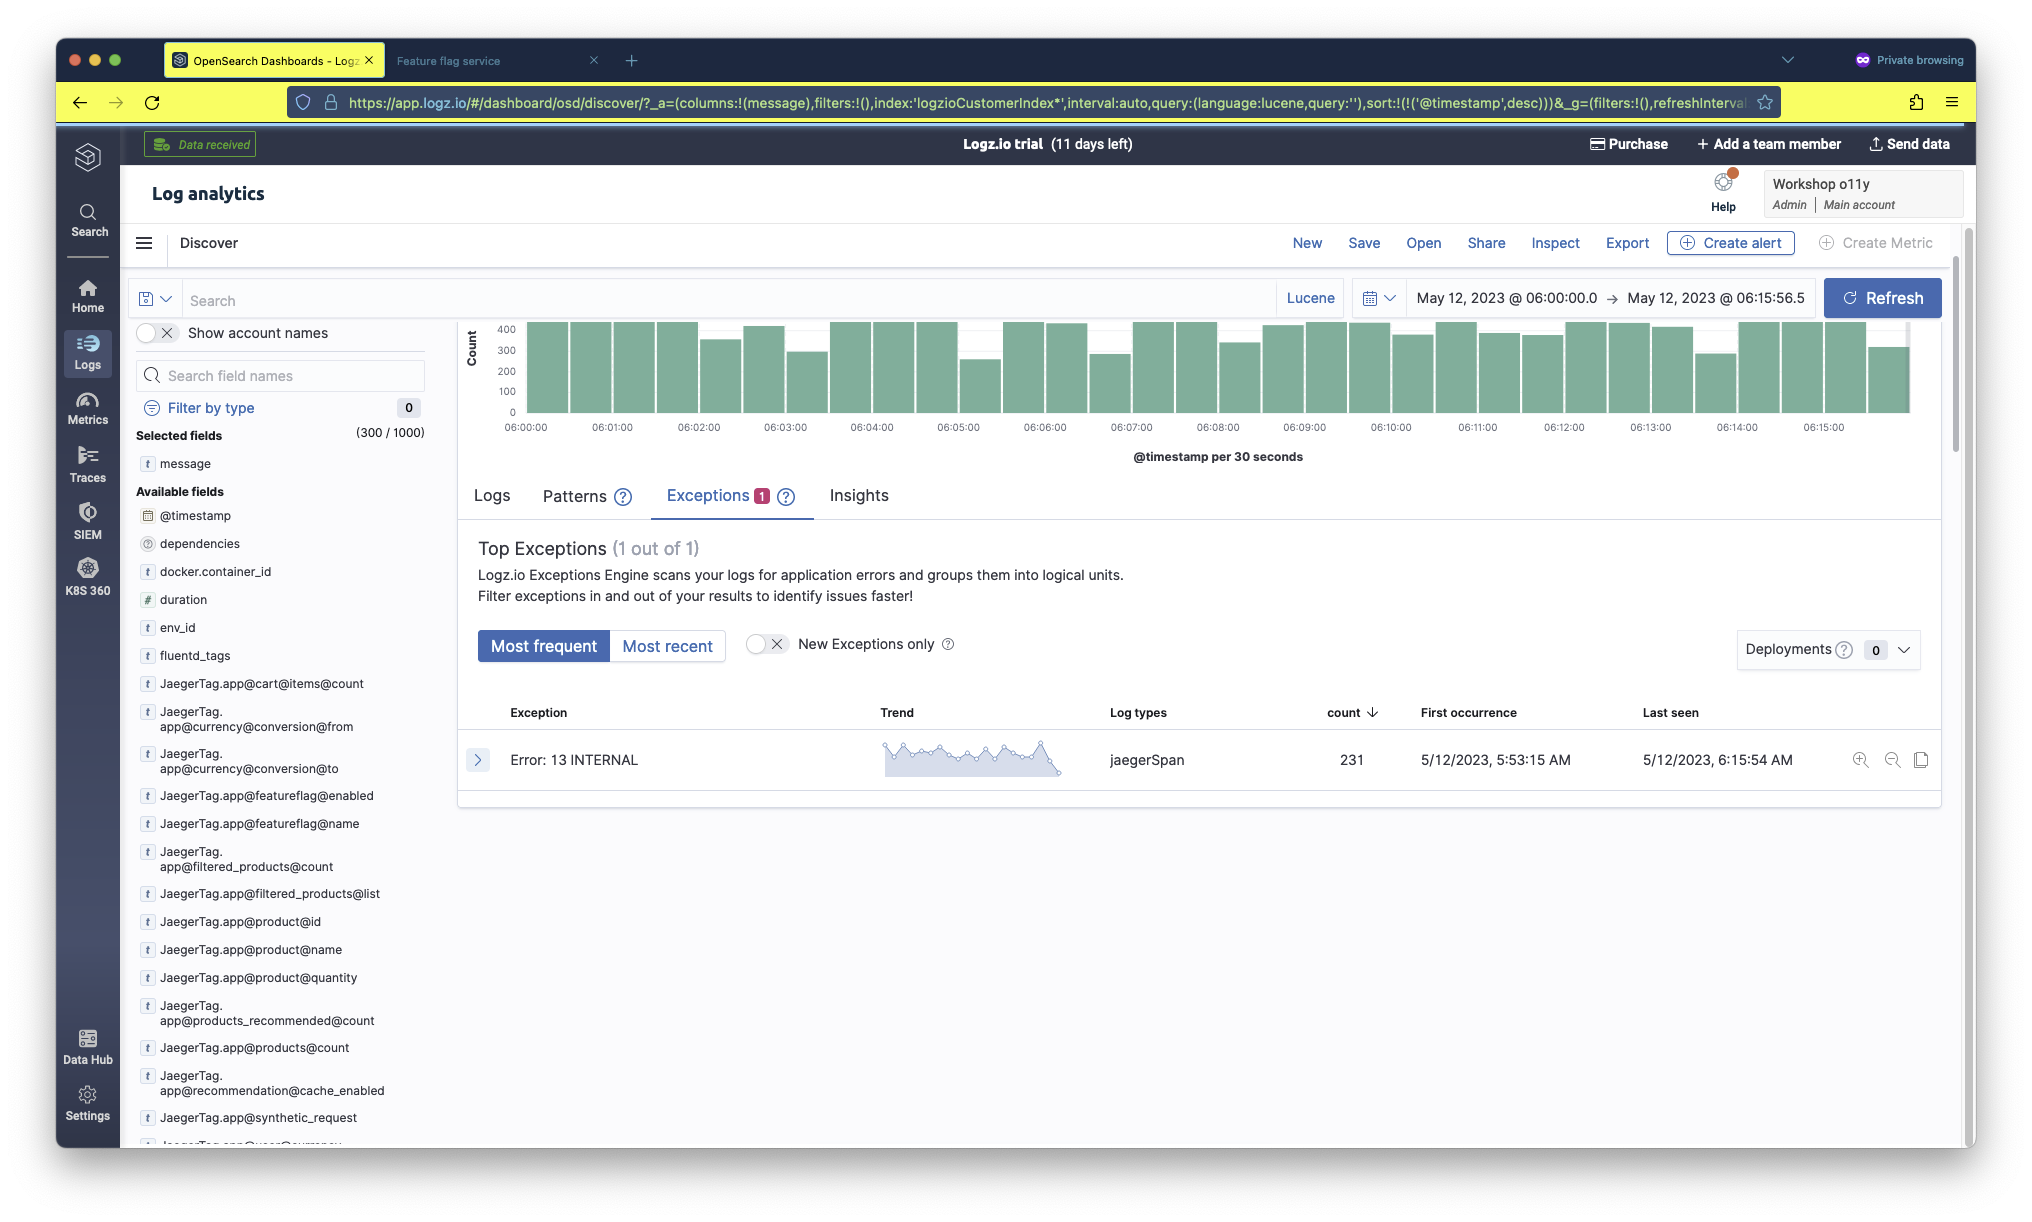 OpenSearch Dashboards - Logz
Feature flag service
Private browsing
https://app.logz.io/#/dashboard/osd/discover/?_a=(columns:!(message),filters:!(),index:'logzioCustomerIndex*',interval:auto,query:(language:lucene,query:''),sort:!(!('@timestamp',desc)))&_g=(filters:!(),refreshInterva
Data received
Logz.io trial (11 days left)
Purchase
+ Add a team member
Send data
Log analytics
Help
Workshop o11y
Admin | Main account
Search
Home
Logs
Metrics
Traces
SIEM
K8S 360
Data Hub
Settings
Discover
New
Save
Open
Share
Inspect
Export
Create alert
Create Metric
Search
Lucene
May 12, 2023 @ 06:00:00.0 → May 12, 2023 @ 06:15:56.5
Refresh
Show account names
Search field names
Filter by type 0
Selected fields (300 / 1000)
t message
Available fields
@timestamp
dependencies
t docker.container_id
# duration
t env_id
t fluentd_tags
t JaegerTag.app@cart@items@count
t JaegerTag.
app@currency@conversion@from
t JaegerTag.
app@currency@conversion@to
t JaegerTag.app@featureflag@enabled
t JaegerTag.app@featureflag@name
t JaegerTag.
app@filtered_products@count
t JaegerTag.app@filtered_products@list
t JaegerTag.app@product@id
t JaegerTag.app@product@name
t JaegerTag.app@product@quantity
t JaegerTag.
app@products_recommended@count
t JaegerTag.app@products@count
t JaegerTag.
app@recommendation@cache_enabled
t JaegerTag.app@synthetic_request
Count
400
300
200
100
0
06:00:00 06:01:00 06:02:00 06:03:00 06:04:00 06:05:00 06:06:00 06:07:00 06:08:00 06:09:00 06:10:00 06:11:00 06:12:00 06:13:00 06:14:00 06:15:00
@timestamp per 30 seconds
Logs
Patterns ?
Exceptions 1 ?
Insights
Top Exceptions (1 out of 1)
Logz.io Exceptions Engine scans your logs for application errors and groups them into logical units.
Filter exceptions in and out of your results to identify issues faster!
Most frequent
Most recent
New Exceptions only ?
Deployments ? 0
Exception Trend Log types count ↓ First occurrence Last seen
Error: 13 INTERNAL jaegerSpan 231 5/12/2023, 5:53:15 AM 5/12/2023, 6:15:54 AM